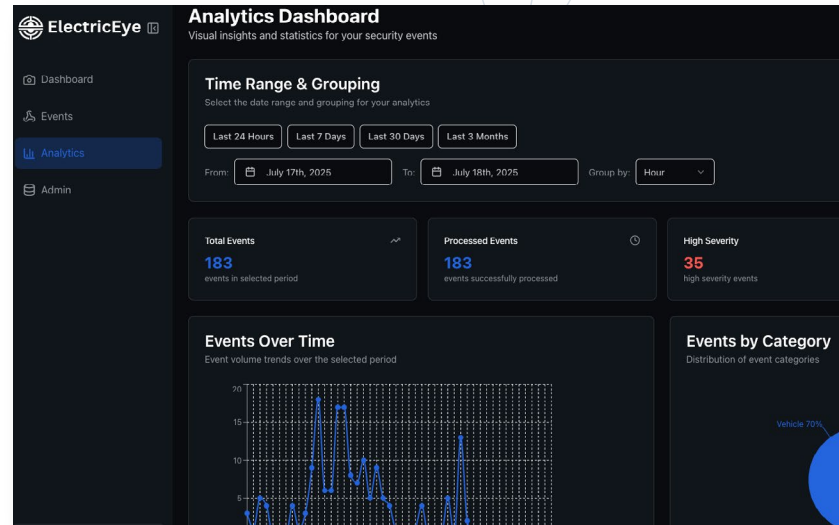 ElectricEye
Analytics Dashboard
Visual insights and statistics for your security events
Dashboard
Events
Analytics
Admin
Time Range & Grouping
Select the date range and grouping for your analytics
Last 24 Hours
Last 7 Days
Last 30 Days
Last 3 Months
From:
July 17th, 2025
To:
July 18th, 2025
Group by:
Hour
Total Events
183
events in selected period
Processed Events
183
events successfully processed
High Severity
35
high severity events
Events Over Time
Event volume trends over the selected period
20
15
10
5
Events by Category
Distribution of event categories
Vehicle 70%